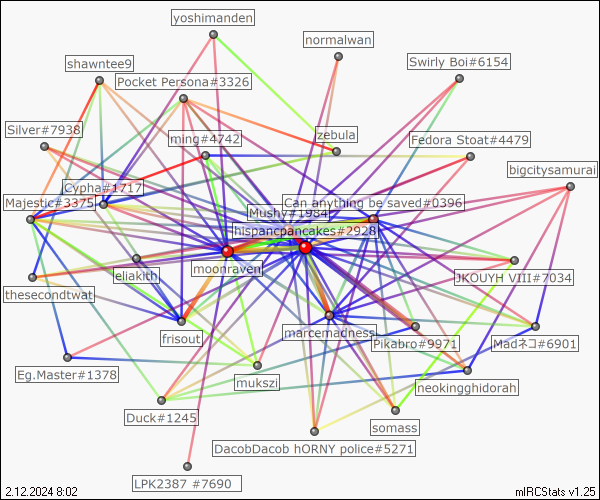 yoshimanden
normalwan
shawntee9
Swirly Boi#6154
Pocket Persona#3326
Silver#7938
ming#4742
zebula
Fedora Stoat#4479
bigcitysamurai
Cypha#1717
Majestic#3375
Can anything be saved#0396
Mushy#1984
hispancpancakes#2928
moonraven
leliakith
JKOUYH VIII#7034
thesecondtwat
frisout
marcemadness
Pikabro#9971
Madネコ#6901
Eg.Master#1378
mukszi
neokingghidorah
Duck#1245
somass
DacobDacob hORNY police#5271
LPK2387 #7690
2.12.2024 8:02
mIRCStats v1.25